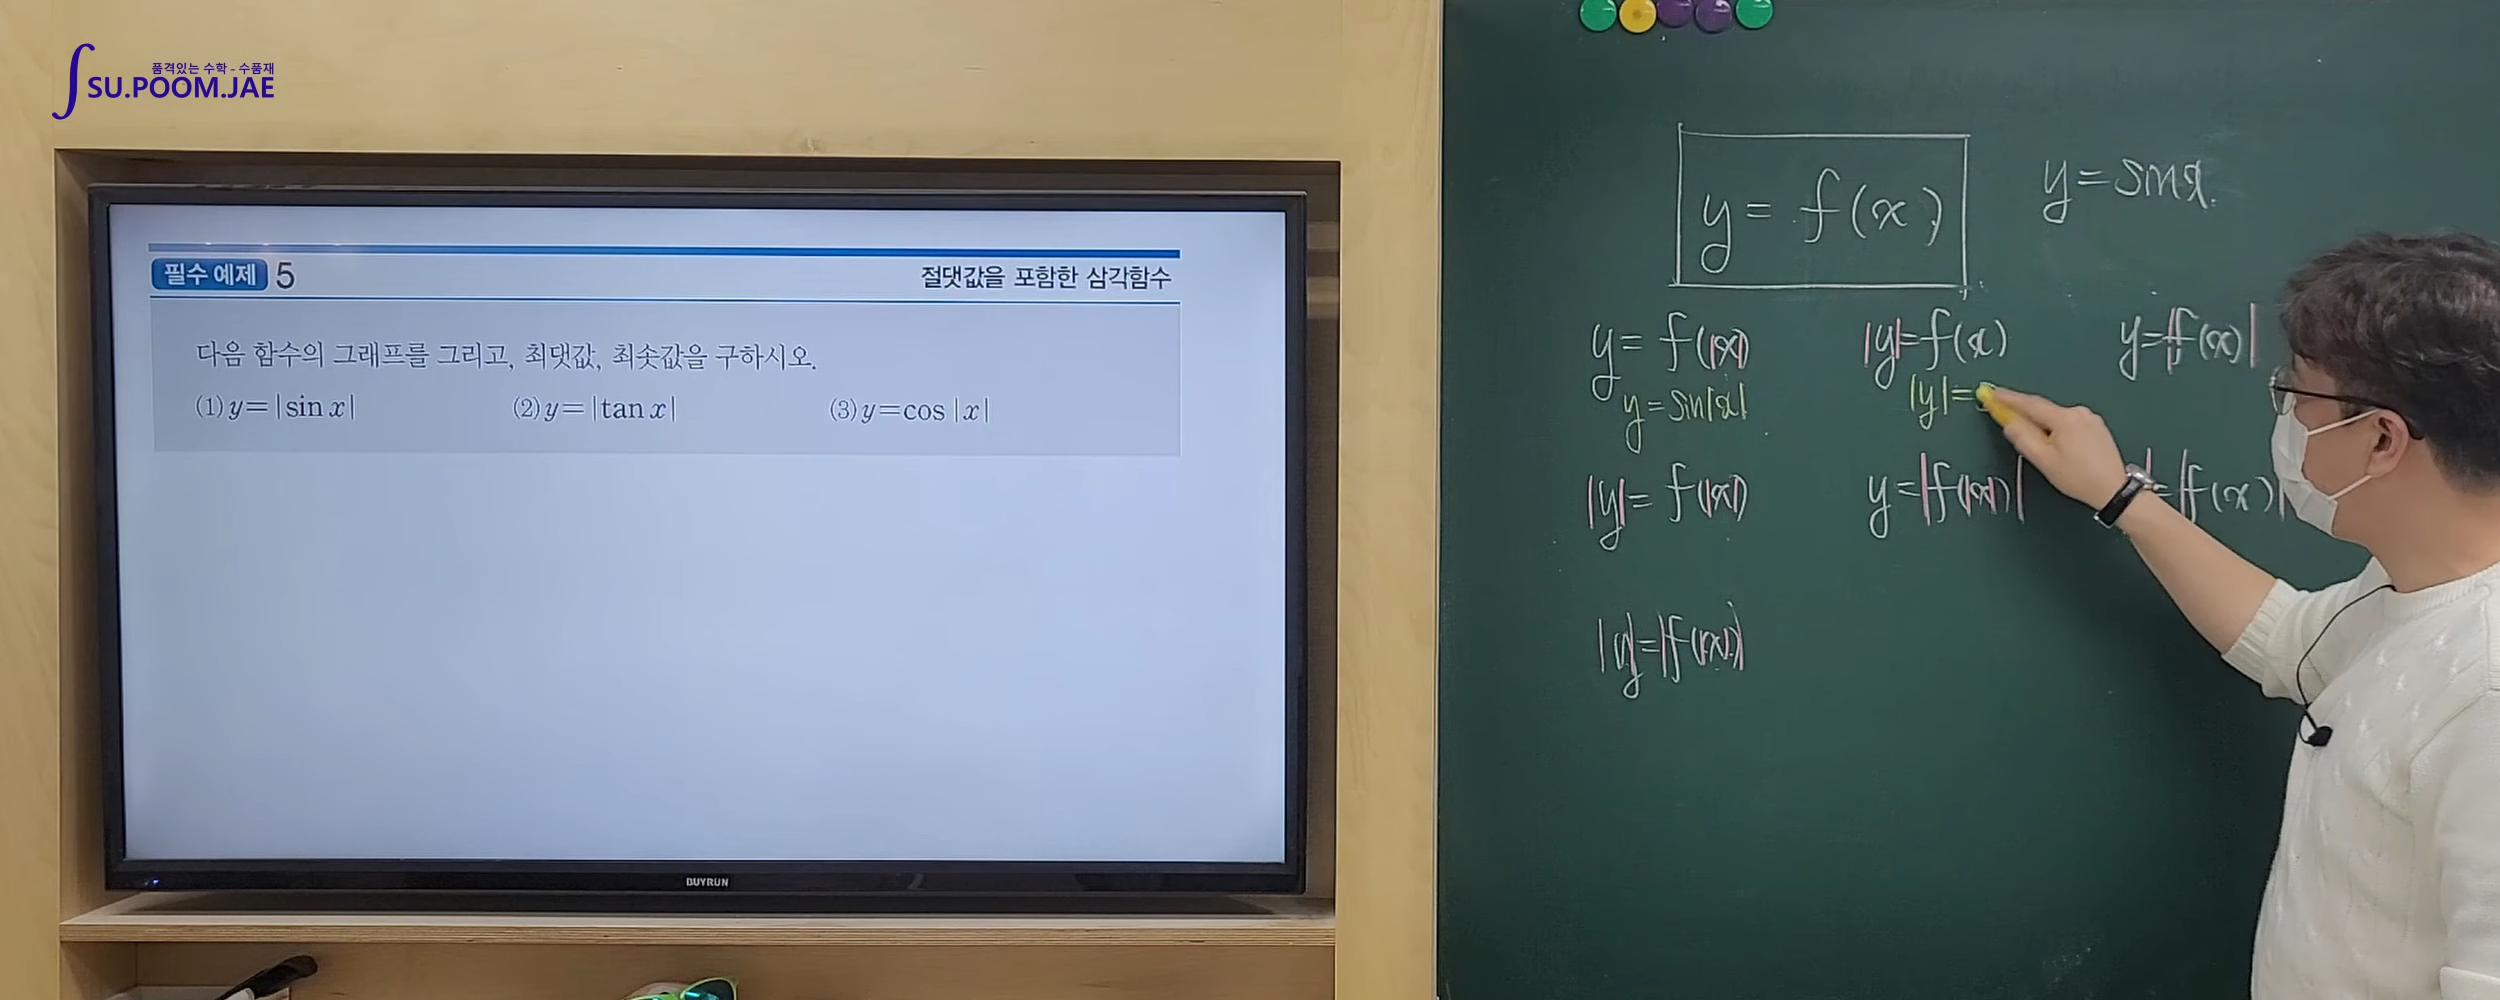 품격있는 수학 - 수품재
SU.POOM.JAE
필수 예제 5
절댓값을 포함한 삼각함수
다음 함수의 그래프를 그리고, 최댓값, 최솟값을 구하시오.
(1) y=|sin x|
(2) y=|tan x|
(3) y=cos |x|
BUYRUN
y = f(x)
y = sin x
y = f(|x|)
|y| = f(x)
y = |f(x)|
y = sin|x|
|y| = s
|y| = f(|x|)
y = |f(|x|)|
| = |f(x)|
|y| = |f(|x|)|